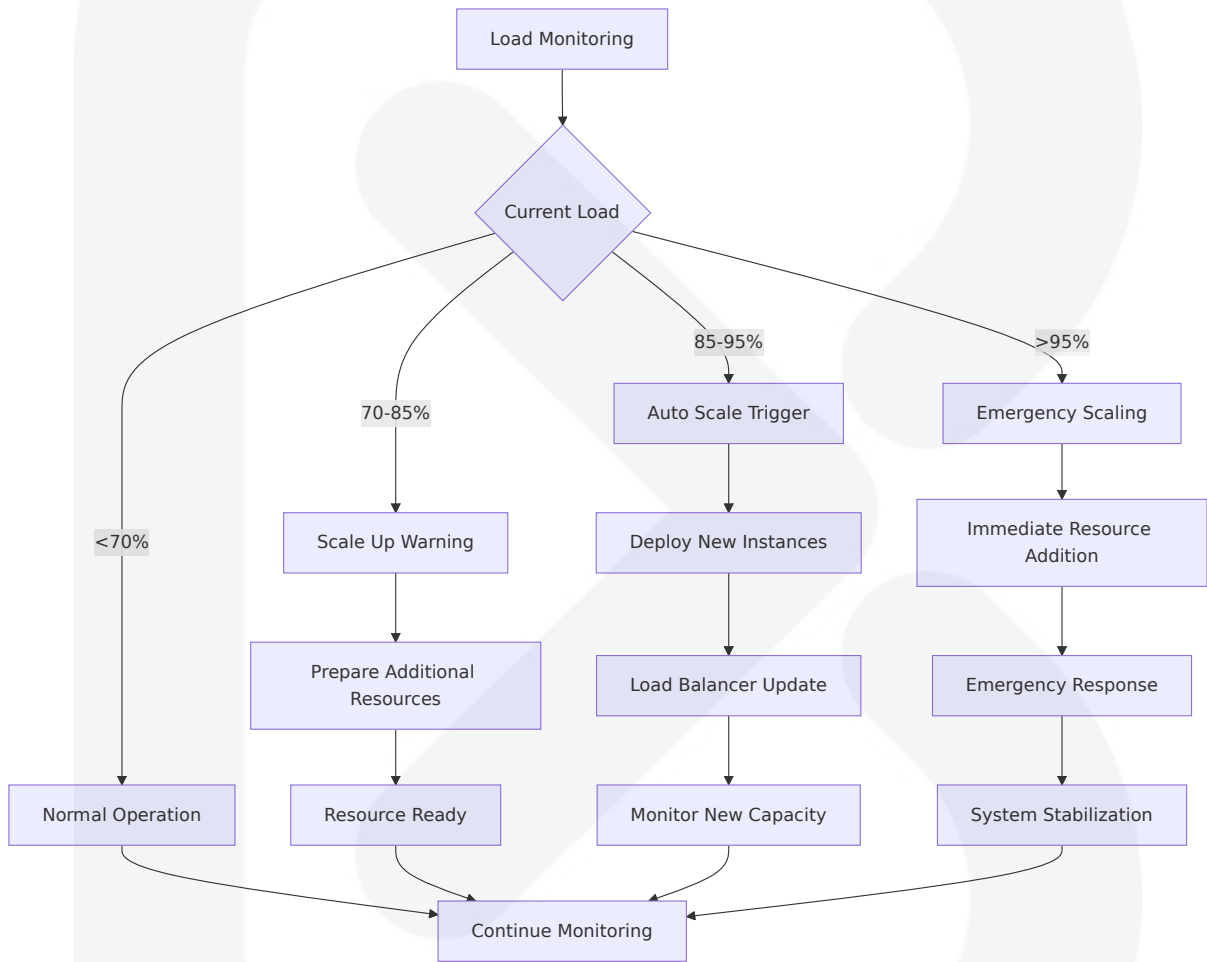 Load Monitoring
Current Load
85-95%
>95%
70-85%
Auto Scale Trigger
Emergency Scaling
<70%
Scale Up Warning
Deploy New Instances
Immediate Resource
Addition
Prepare Additional
Resources
Load Balancer Update
Emergency Response
Normal Operation
Resource Ready
Monitor New Capacity
System Stabilization
Continue Monitoring